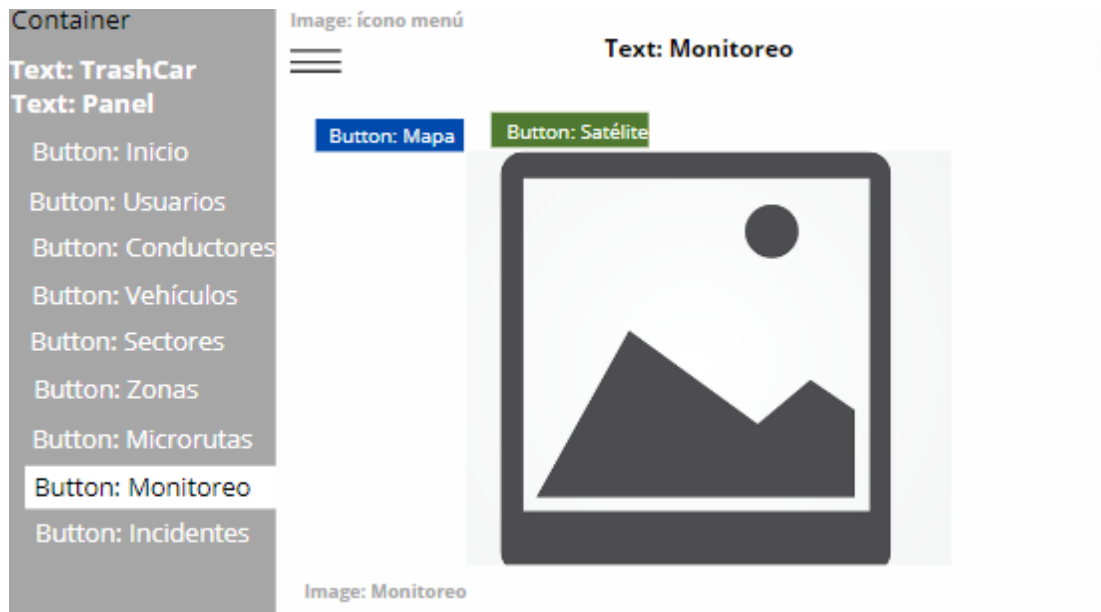 Container
Text: TrashCar
Text: Panel
Button: Inicio
Button: Usuarios
Button: Conductores
Button: Vehículos
Button: Sectores
Button: Zonas
Button: Microrutas
Button: Monitoreo
Button: Incidentes
Image: ícono menú
Text: Monitoreo
Button: Mapa
Button: Satélite
Image: Monitoreo